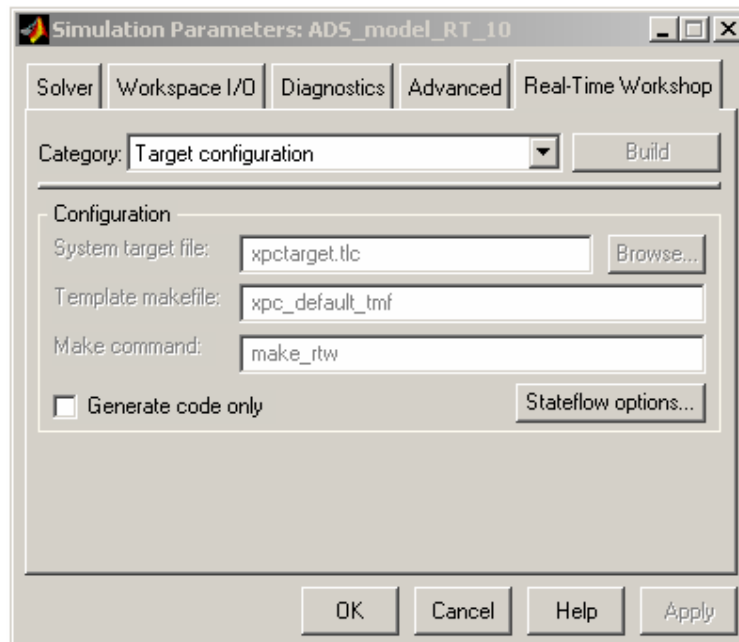 Simulation Parameters: ADS_model_RT_10
Solver Workspace I/O Diagnostics Advanced Real-Time Workshop
Category: Target configuration Build
Configuration
System target file: xpctarget.tlc Browse...
Template makefile: xpc_default_tmf
Make command: make_rtw
Generate code only Stateflow options...
OK Cancel Help Apply